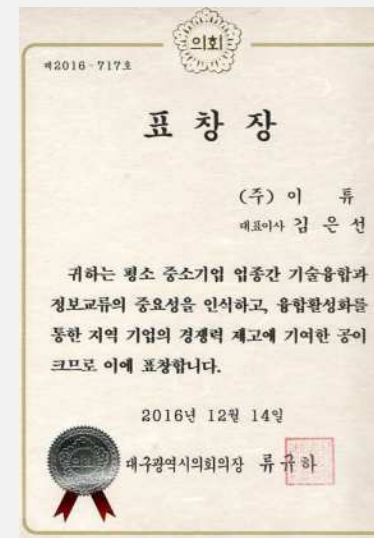 의회
제2016-717호
표 창 장
(주) 이 류
대표이사 김 은 선
귀하는 평소 중소기업 업종간 기술융합과
정보교류의 중요성을 인식하고, 융합활성화를
통한 지역 기업의 경쟁력 재고에 기여한 공이
크므로 이에 표창합니다.
2016년 12월 14일
대구광역시의회의장 류규하